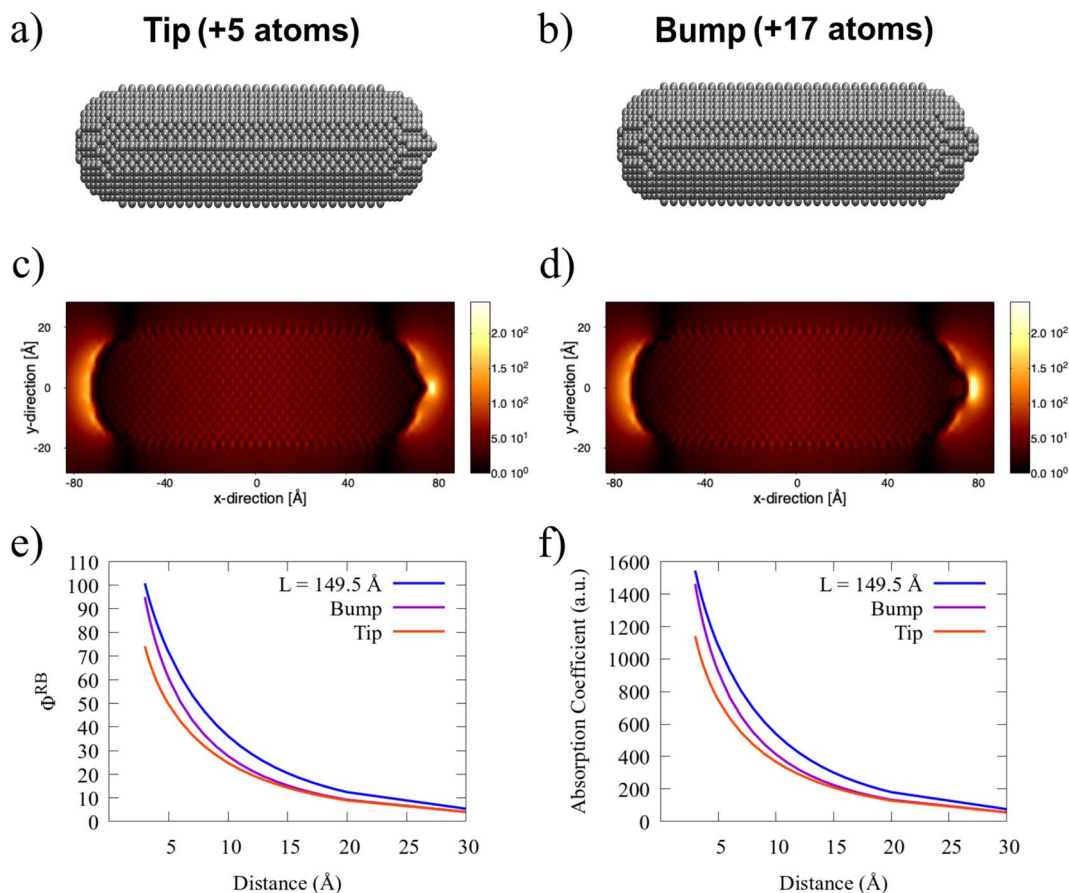 a) Tip (+5 atoms)
b) Bump (+17 atoms)
c)
d)
2.0 10²
1.5 10²
1.0 10²
5.0 10¹
0.0 10⁰
20
0
-20
y-direction [Å]
-80 -40 0 40 80
x-direction [Å]
2.0 10²
1.5 10²
1.0 10²
5.0 10¹
0.0 10⁰
20
0
-20
y-direction [Å]
-80 -40 0 40 80
x-direction [Å]
e)
110
100
90
80
70
60
50
40
30
20
10
0
Φᴿᴮ
L = 149.5 Å
Bump
Tip
5 10 15 20 25 30
Distance (Å)
f)
1600
1400
1200
1000
800
600
400
200
0
Absorption Coefficient (a.u.)
L = 149.5 Å
Bump
Tip
5 10 15 20 25 30
Distance (Å)